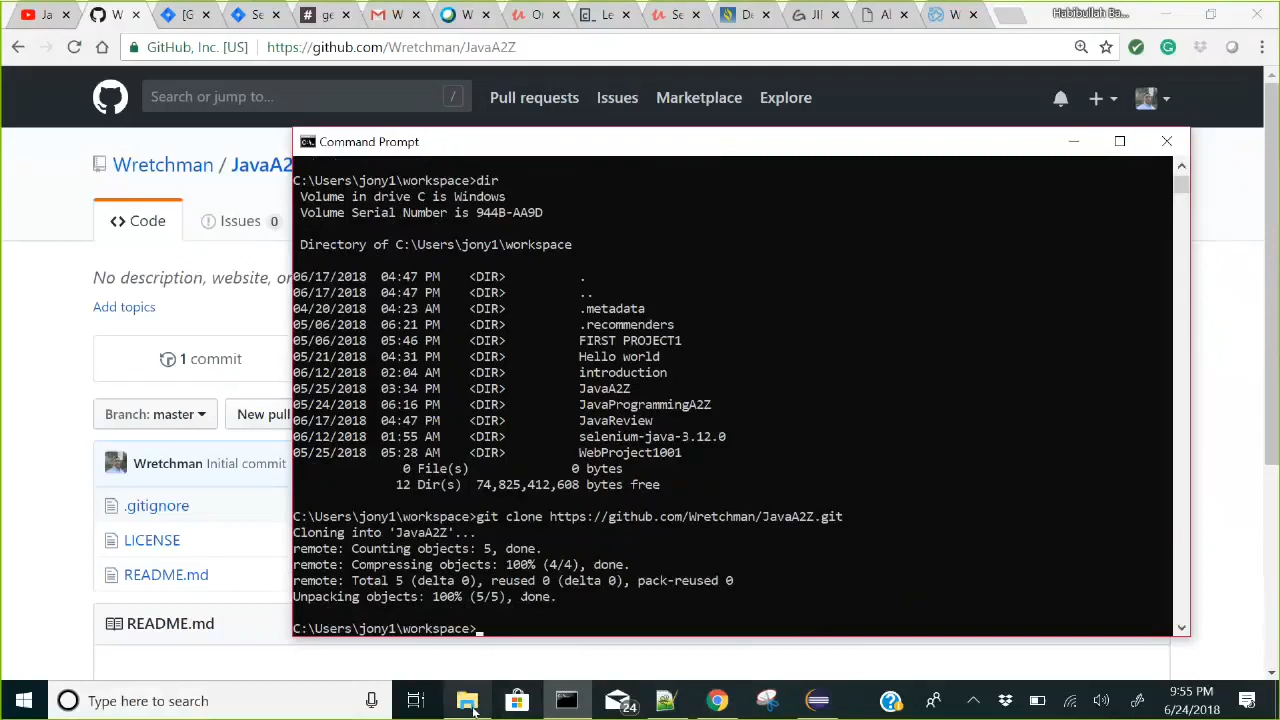 Ja
W
[G
Se
ge
W
W
O
Le
Se
De
JII
Al
W
Habibullah Ba...
GitHub, Inc. [US]
https://github.com/Wretchman/JavaA2Z
Search or jump to...
/
Pull requests
Issues
Marketplace
Explore
Wretchman / JavaA2
Command Prompt
<> Code
Issues 0
No description, website, or
Add topics
1 commit
Branch: master
New pull
Wretchman Initial commit
.gitignore
LICENSE
README.md
README.md
C:\Users\jony1\workspace>dir
Volume in drive C is Windows
Volume Serial Number is 944B-AA9D
Directory of C:\Users\jony1\workspace
06/17/2018 04:47 PM <DIR> .
06/17/2018 04:47 PM <DIR> ..
04/20/2018 04:23 AM <DIR> .metadata
05/06/2018 06:21 PM <DIR> .recommenders
05/06/2018 05:46 PM <DIR> FIRST PROJECT1
05/21/2018 04:31 PM <DIR> Hello world
06/12/2018 02:04 AM <DIR> introduction
05/25/2018 03:34 PM <DIR> JavaA2Z
05/24/2018 06:16 PM <DIR> JavaProgrammingA2Z
06/17/2018 04:47 PM <DIR> JavaReview
06/12/2018 01:55 AM <DIR> selenium-java-3.12.0
05/25/2018 05:28 AM <DIR> WebProject1001
0 File(s) 0 bytes
12 Dir(s) 74,825,412,608 bytes free
C:\Users\jony1\workspace>git clone https://github.com/Wretchman/JavaA2Z.git
Cloning into 'JavaA2Z'...
remote: Counting objects: 5, done.
remote: Compressing objects: 100% (4/4), done.
remote: Total 5 (delta 0), reused 0 (delta 0), pack-reused 0
Unpacking objects: 100% (5/5), done.
C:\Users\jony1\workspace>
Type here to search
24
9:55 PM
6/24/2018